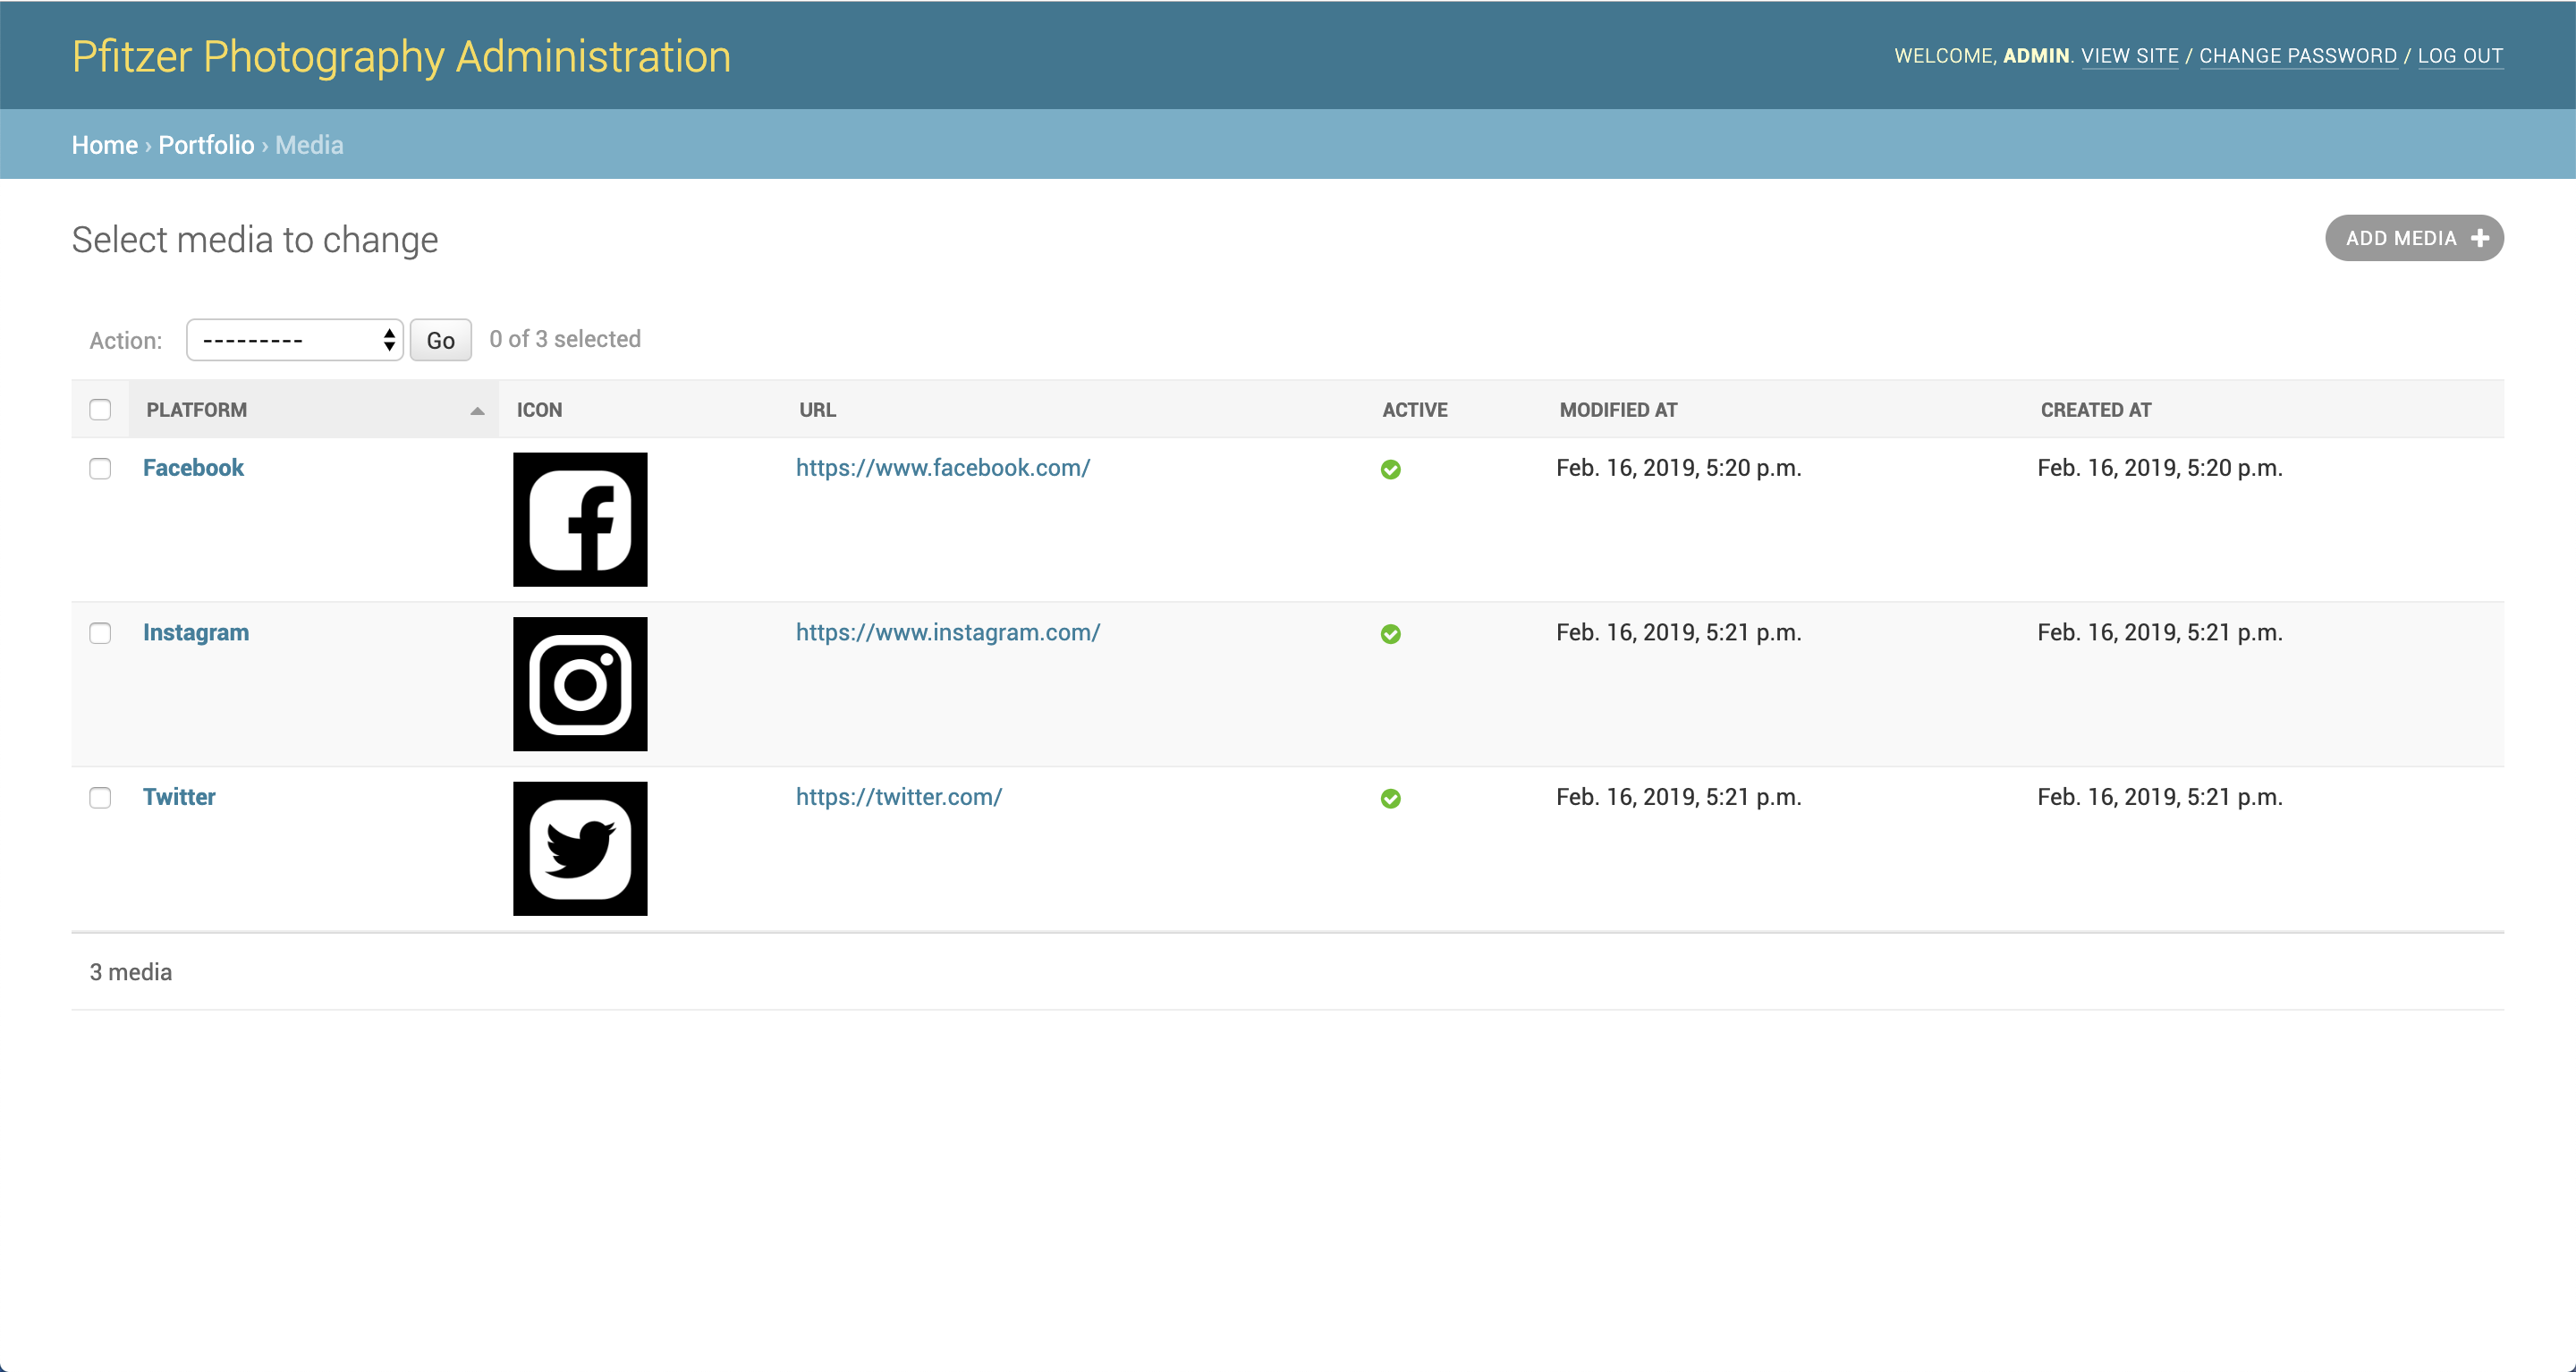 Pfitzer Photography Administration
WELCOME, ADMIN. VIEW SITE / CHANGE PASSWORD / LOG OUT
Home › Portfolio › Media
Select media to change
ADD MEDIA +
Action: --------- Go 0 of 3 selected
PLATFORM ICON URL ACTIVE MODIFIED AT CREATED AT
Facebook https://www.facebook.com/ Feb. 16, 2019, 5:20 p.m. Feb. 16, 2019, 5:20 p.m.
Instagram https://www.instagram.com/ Feb. 16, 2019, 5:21 p.m. Feb. 16, 2019, 5:21 p.m.
Twitter https://twitter.com/ Feb. 16, 2019, 5:21 p.m. Feb. 16, 2019, 5:21 p.m.
3 media